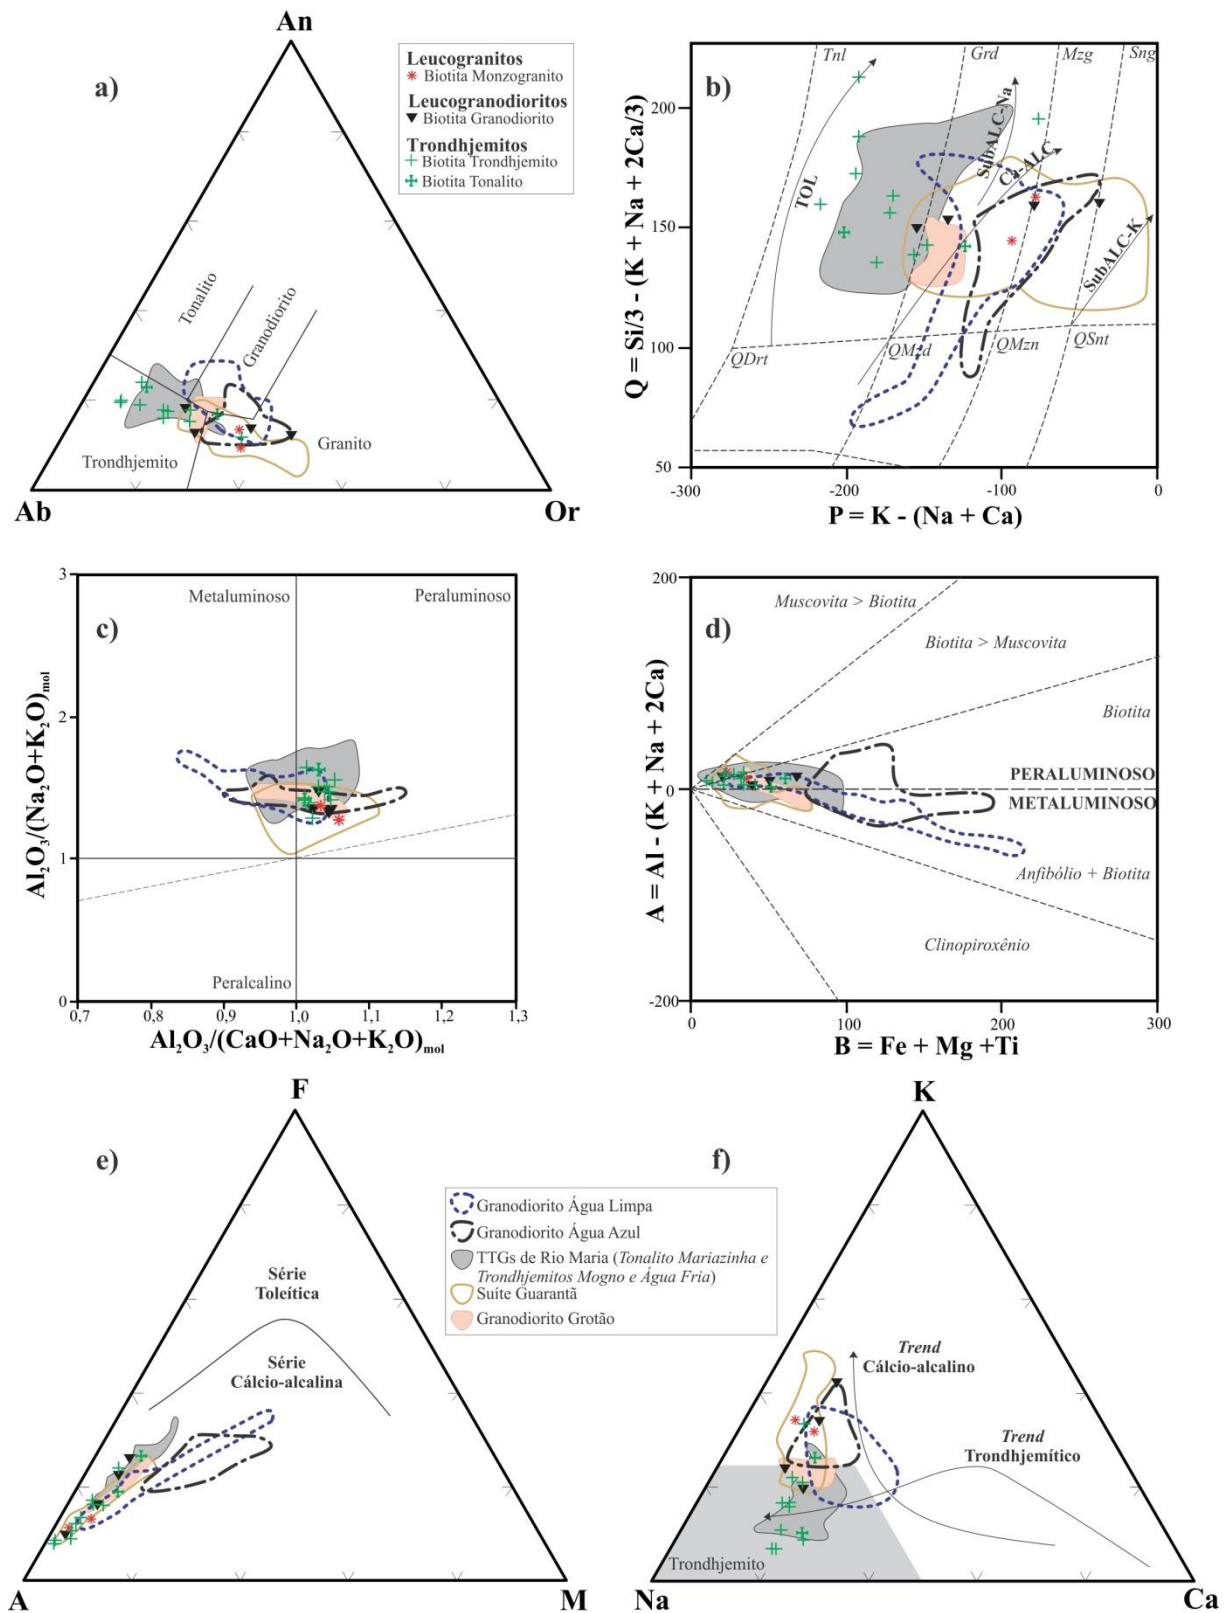 An
a)
Leucogranitos
Biotita Monzogranito
Leucogranodioritos
Biotita Granodiorito
Trondhjemitos
Biotita Trondhjemito
Biotita Tonalito
Tonalito
Granodiorito
Trondhjemito
Granito
Ab
Or
b)
Q = Si/3 - (K + Na + 2Ca/3)
Tnl
Grd
Mzg
Sng
200
150
100
50
TOL
SubALC-Na
Ca-ALC
SubALC-K
QDrt
QMzd
QMzn
QSnt
-300
-200
-100
0
P = K - (Na + Ca)
c)
Al₂O₃/(Na₂O+K₂O)mol
3
2
1
0
Metaluminoso
Peraluminoso
Peralcalino
0,7
0,8
0,9
1,0
1,1
1,2
1,3
Al₂O₃/(CaO+Na₂O+K₂O)mol
d)
A = Al - (K + Na + 2Ca)
200
0
-200
Muscovita > Biotita
Biotita > Muscovita
Biotita
PERALUMINOSO
METALUMINOSO
Anfibólio + Biotita
Clinopiroxênio
0
100
200
300
B = Fe + Mg +Ti
F
e)
Série
Toleítica
Série
Cálcio-alcalina
A
M
Granodiorito Água Limpa
Granodiorito Água Azul
TTGs de Rio Maria (Tonalito Mariazinha e
Trondhjemitos Mogno e Água Fria)
Suíte Guarantã
Granodiorito Grotão
K
f)
Trend
Cálcio-alcalino
Trend
Trondhjemítico
Trondhjemito
Na
Ca